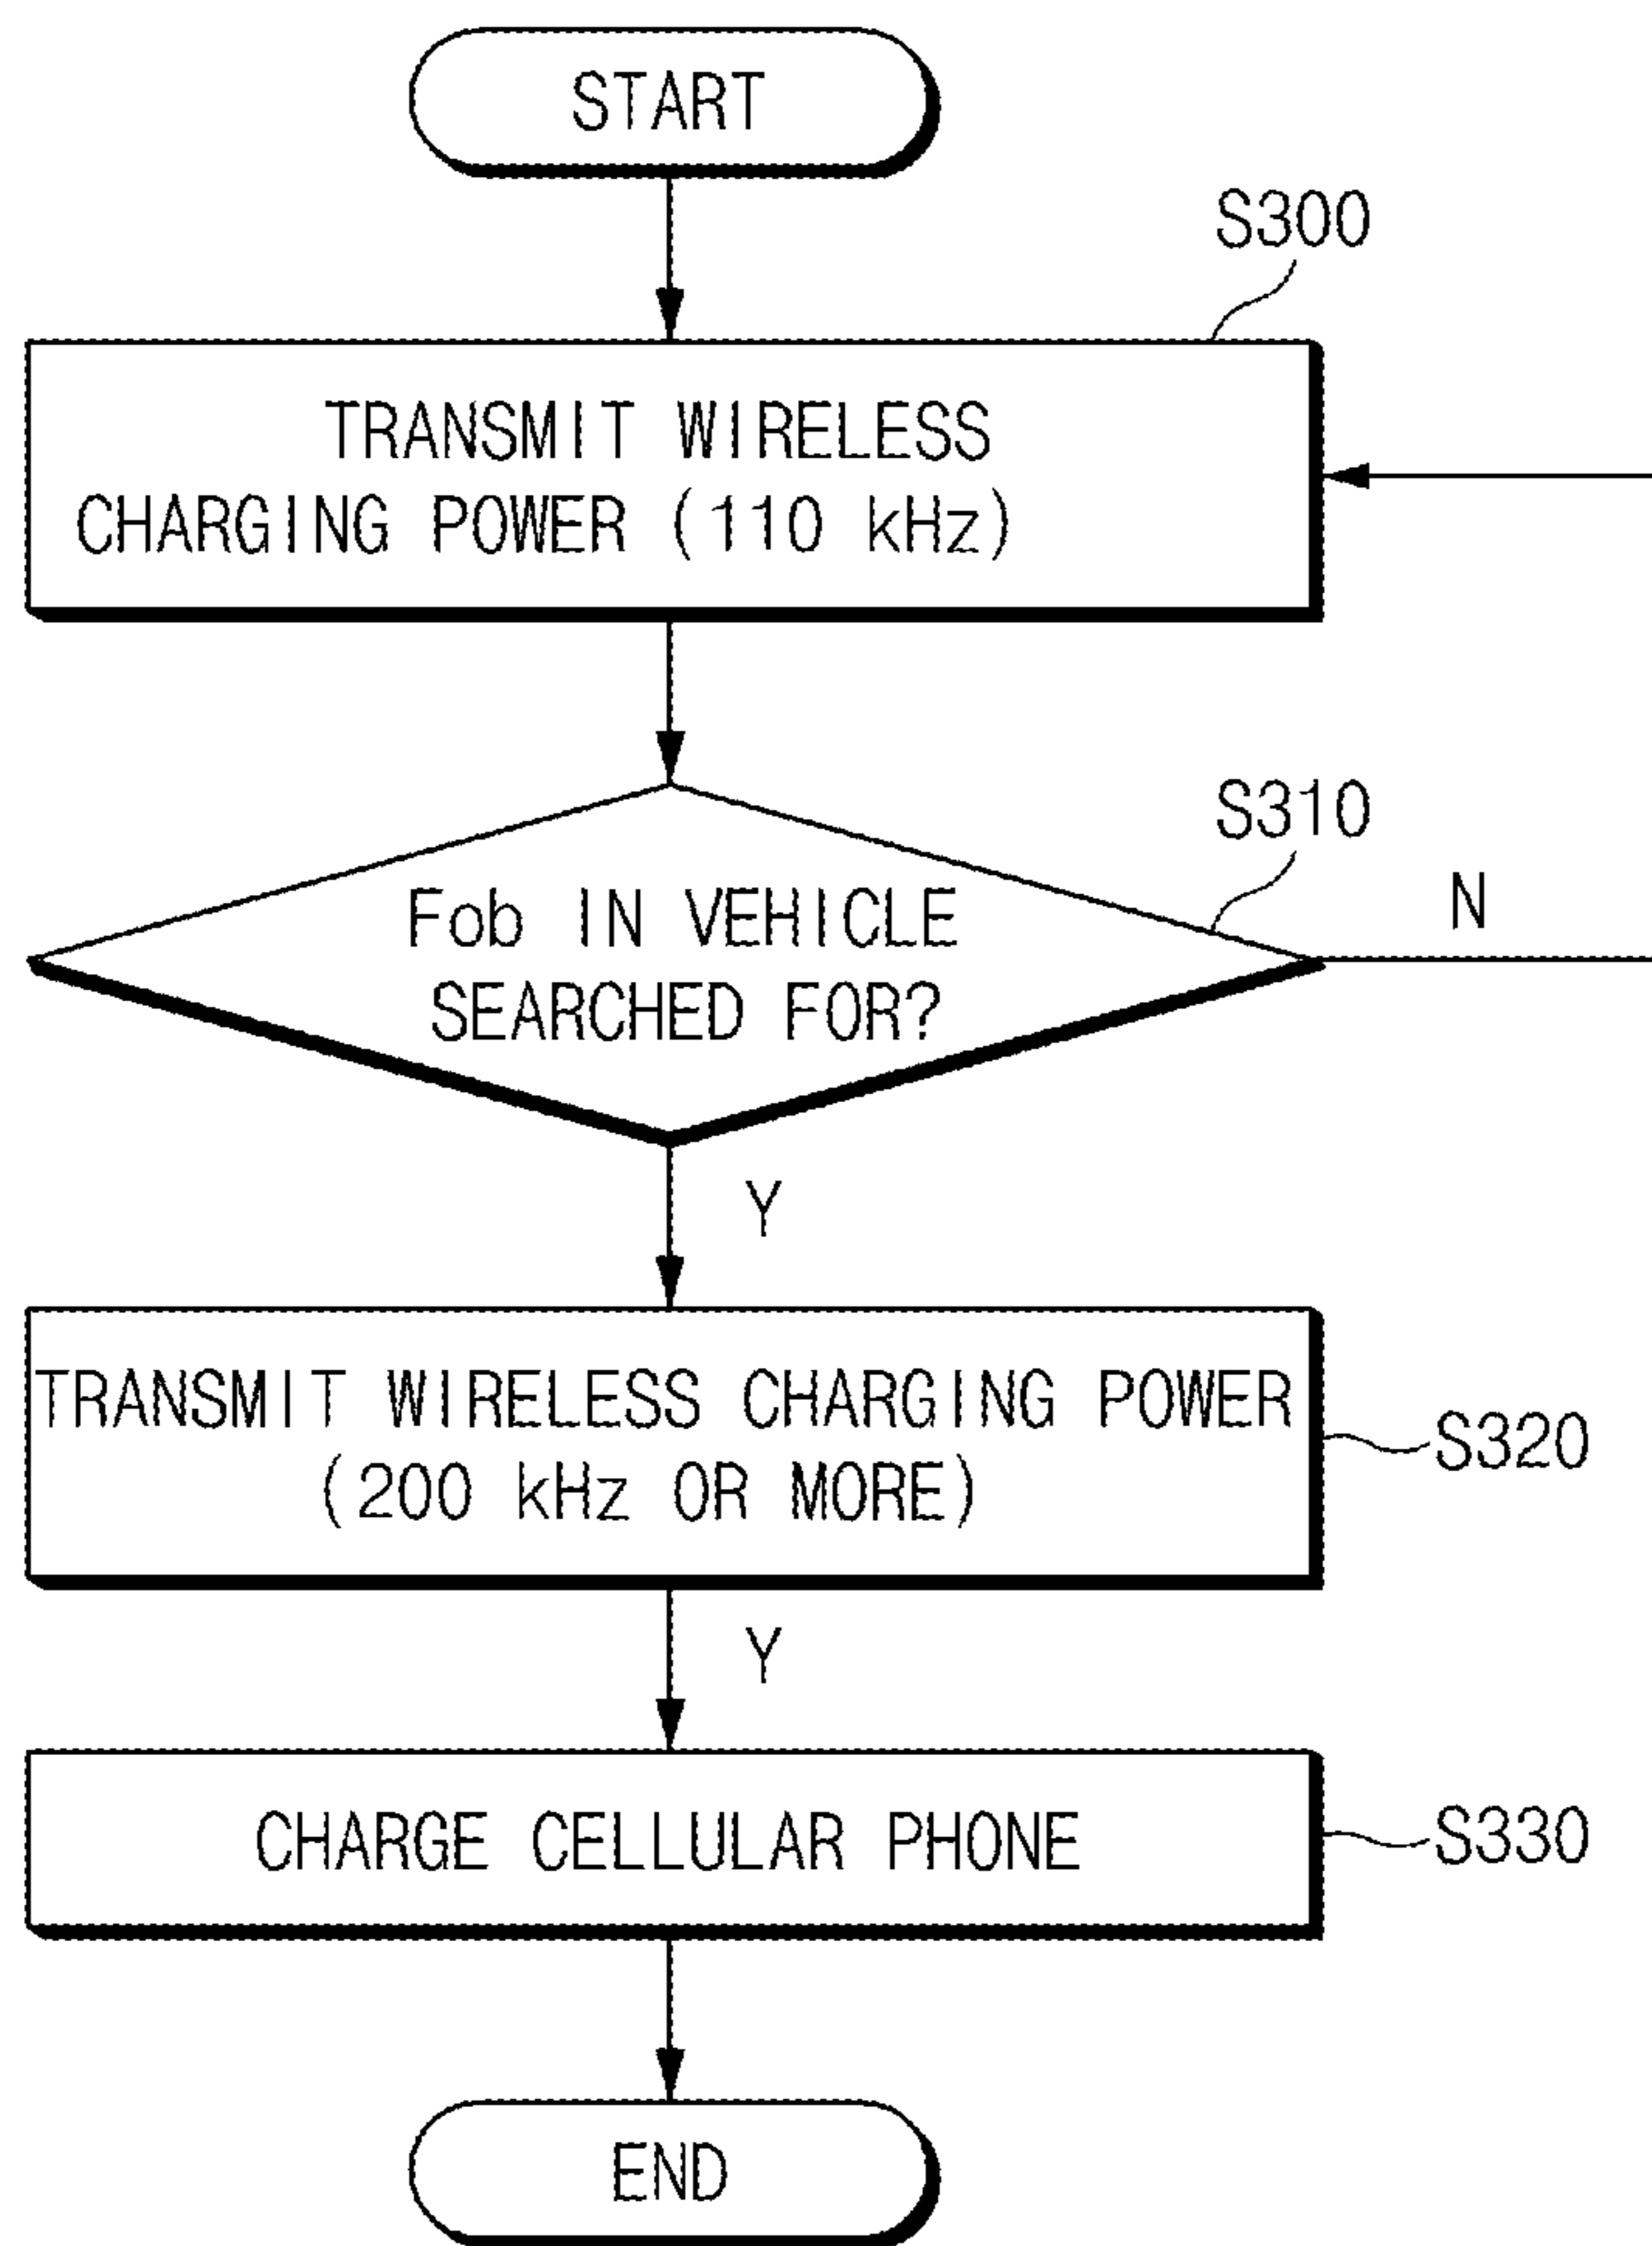 START
S300
TRANSMIT WIRELESS
CHARGING POWER (110 kHz)
S310
Fob IN VEHICLE
SEARCHED FOR?
N
Y
TRANSMIT WIRELESS CHARGING POWER
(200 kHz OR MORE)
S320
Y
CHARGE CELLULAR PHONE
S330
END